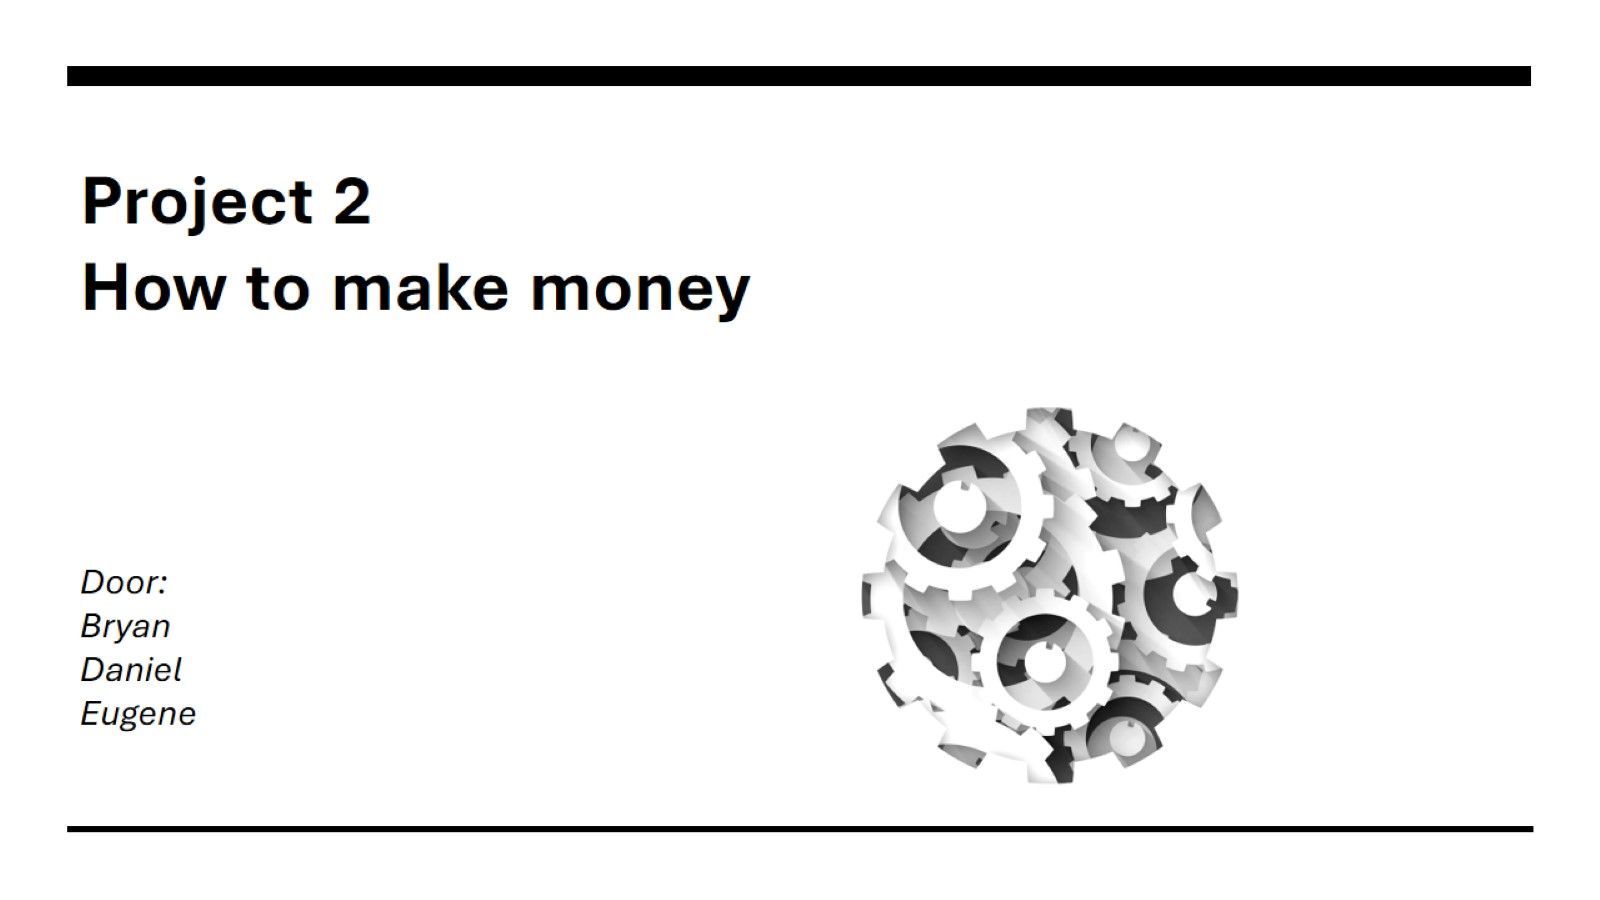 Project 2
How to make money
Door:
Bryan
Daniel
Eugene